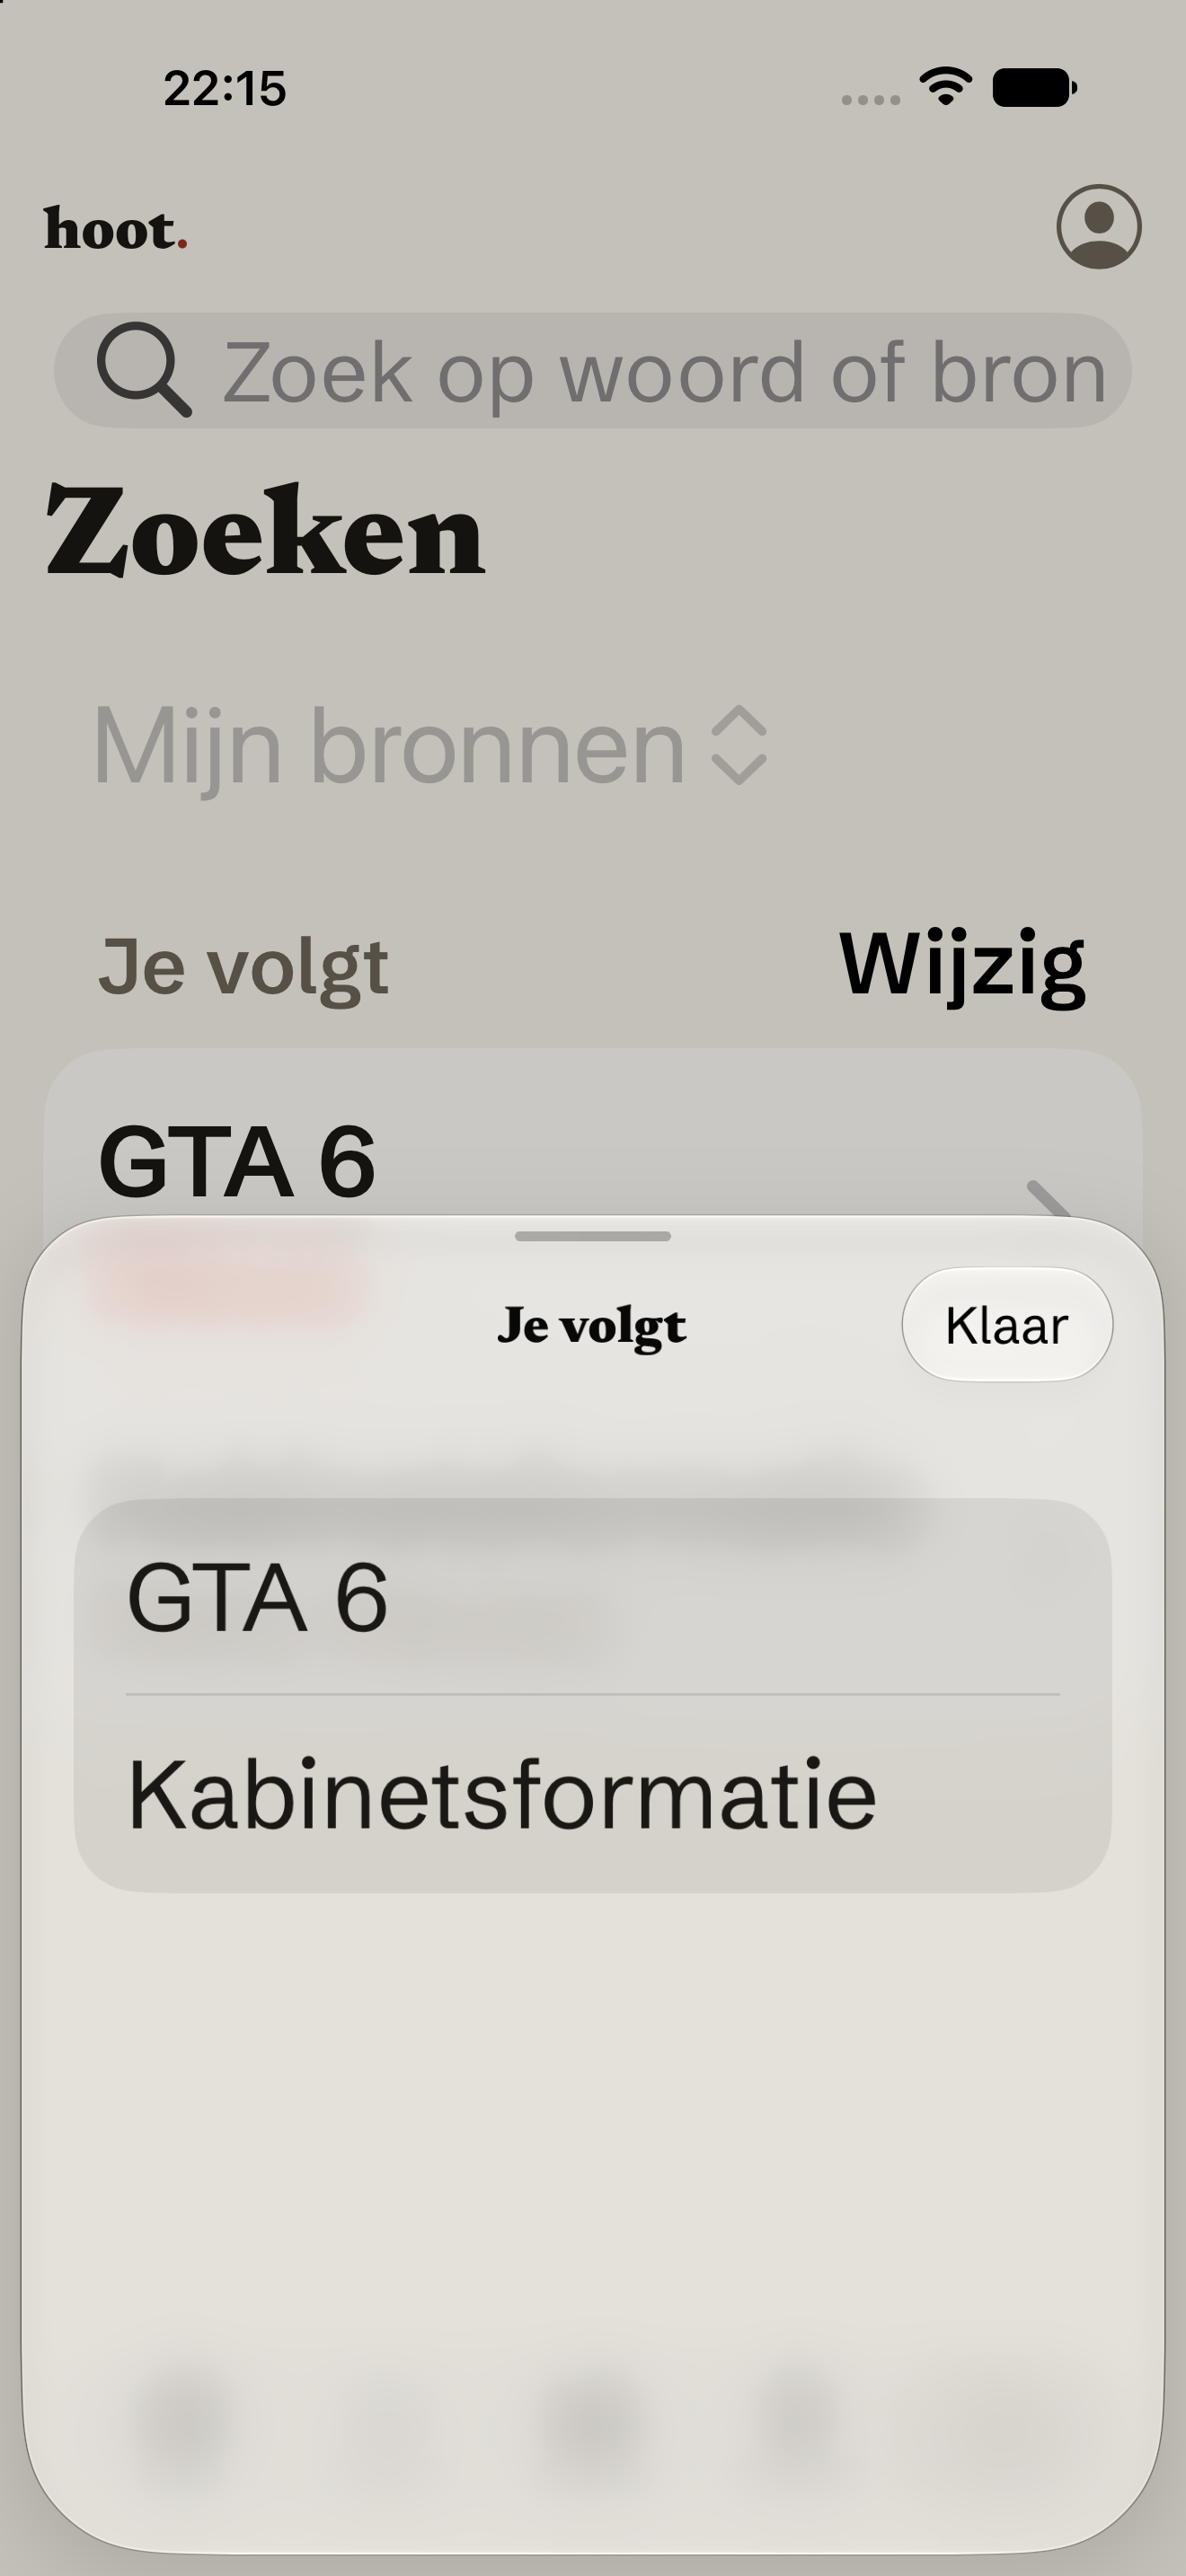 22:15
hoot.
Zoek op woord of bron
Zoeken
Mijn bronnen
Je volgt
Wijzig
GTA 6
Je volgt
Klaar
GTA 6
Kabinetsformatie